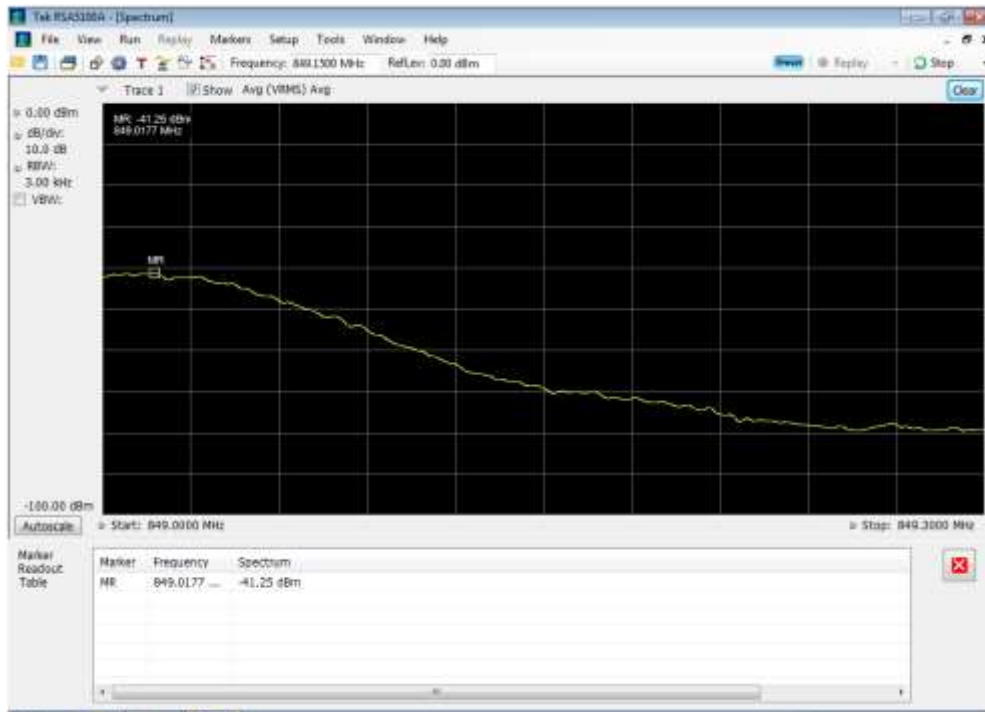 Tek RSA5100A - [Spectrum]
File View Run Replay Markers Setup Tools Window Help
Frequency: 849.1500 MHz RefLev: 0.00 dBm Preset Replay Stop
Trace 1 Show Avg (VRMS) Avg Clear
0.00 dBm
dB/div:
10.0 dB
RBW:
3.00 kHz
VBW:
MR: -41.25 dBm
849.0177 MHz
MR
-100.00 dBm
Autoscale Start: 849.0000 MHz Stop: 849.3000 MHz
Marker
Readout
Table
Marker Frequency Spectrum
MR 849.0177 ... -41.25 dBm